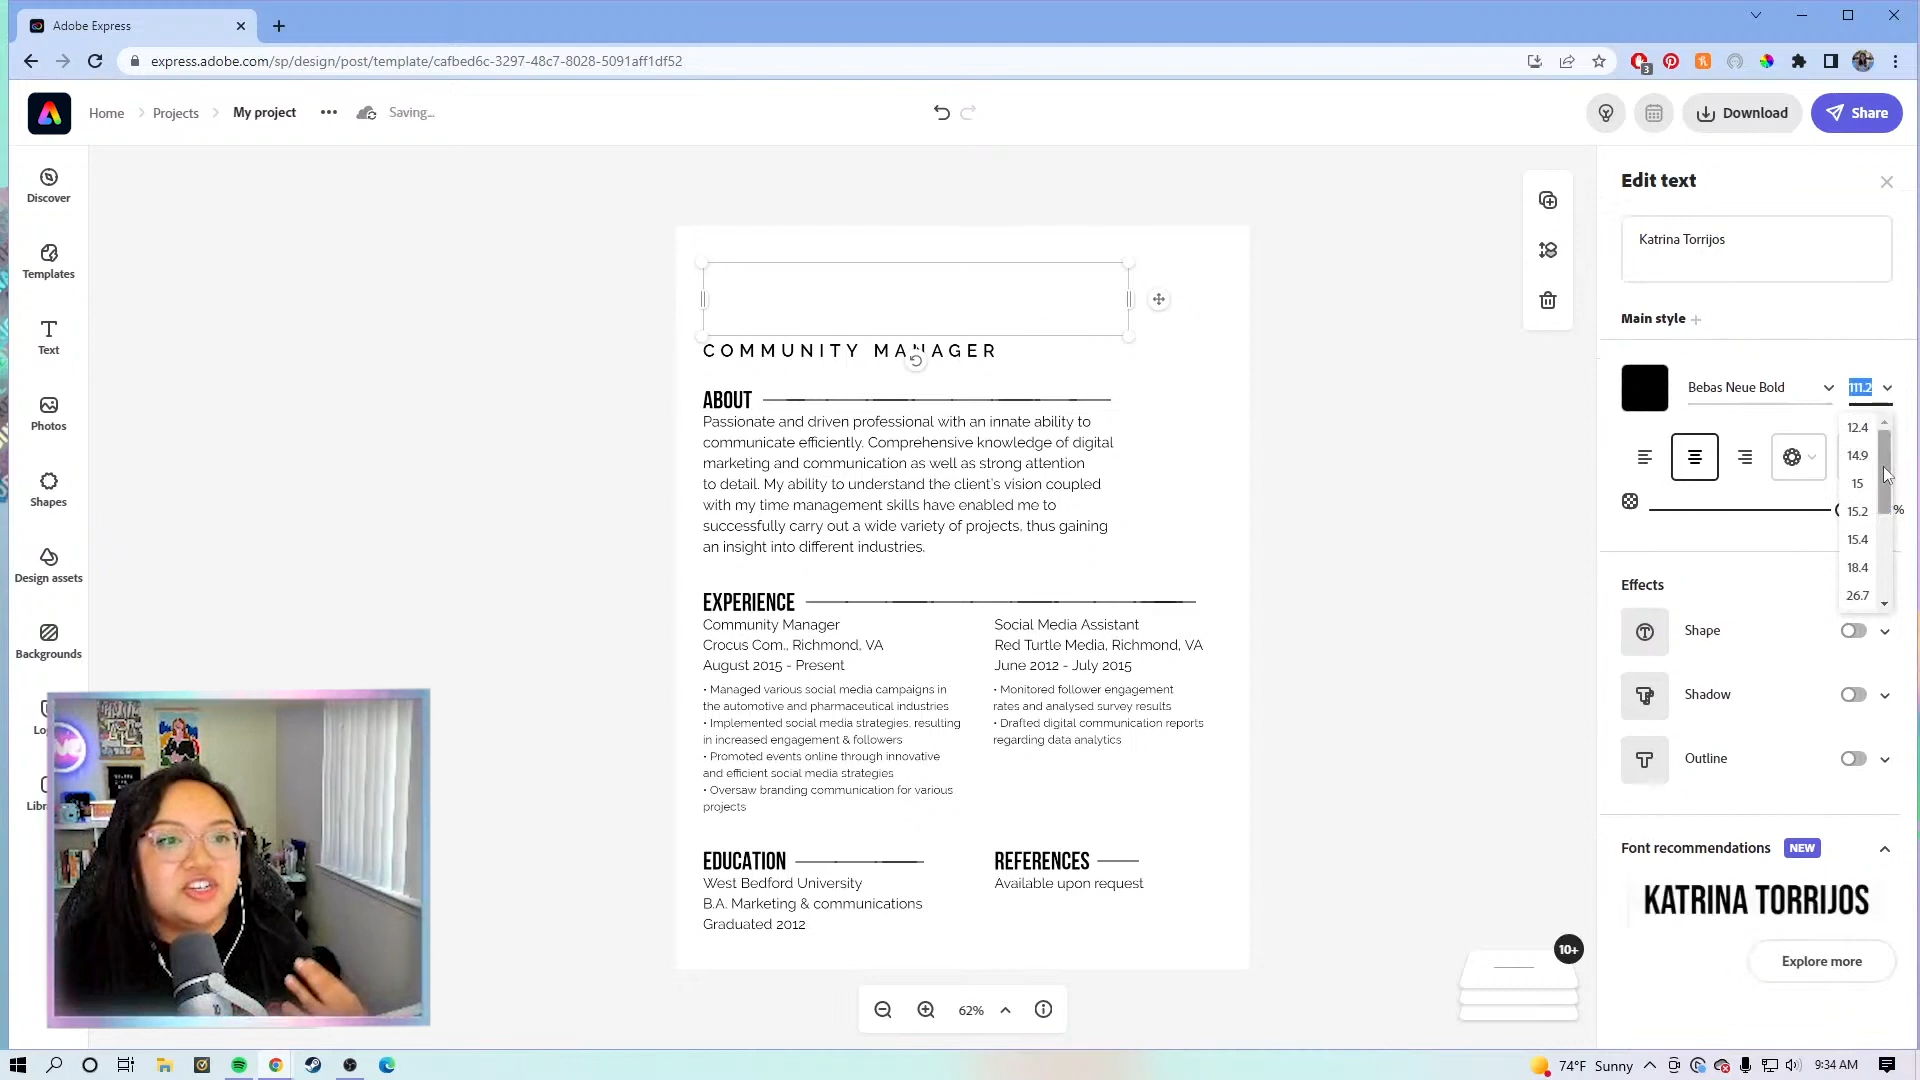 Adobe Express
express.adobe.com/sp/design/post/template/cafbed6c-3297-48c7-8028-5091aff1df52
3
Home
Projects
My project
Saving...
Download
Share
Discover
Templates
Text
Photos
Shapes
Design assets
Backgrounds
COMMUNITY MANAGER
ABOUT
Passionate and driven professional with an innate ability to
communicate efficiently. Comprehensive knowledge of digital
marketing and communication as well as strong attention
to detail. My ability to understand the client's vision coupled
with my time management skills have enabled me to
successfully carry out a wide variety of projects, thus gaining
an insight into different industries.
EXPERIENCE
Community Manager
Crocus Com., Richmond, VA
August 2015 - Present
• Managed various social media campaigns in
the automotive and pharmaceutical industries
• Implemented social media strategies, resulting
in increased engagement & followers
• Promoted events online through innovative
and efficient social media strategies
• Oversaw branding communication for various
projects
Social Media Assistant
Red Turtle Media, Richmond, VA
June 2012 - July 2015
• Monitored follower engagement
rates and analysed survey results
• Drafted digital communication reports
regarding data analytics
EDUCATION
West Bedford University
B.A. Marketing & communications
Graduated 2012
REFERENCES
Available upon request
62%
10+
Edit text
Katrina Torrijos
Main style
Bebas Neue Bold
111.2
12.4
14.9
15
15.2
15.4
18.4
26.7
%
Effects
Shape
Shadow
Outline
Font recommendations
NEW
KATRINA TORRIJOS
Explore more
74°F Sunny
9:34 AM